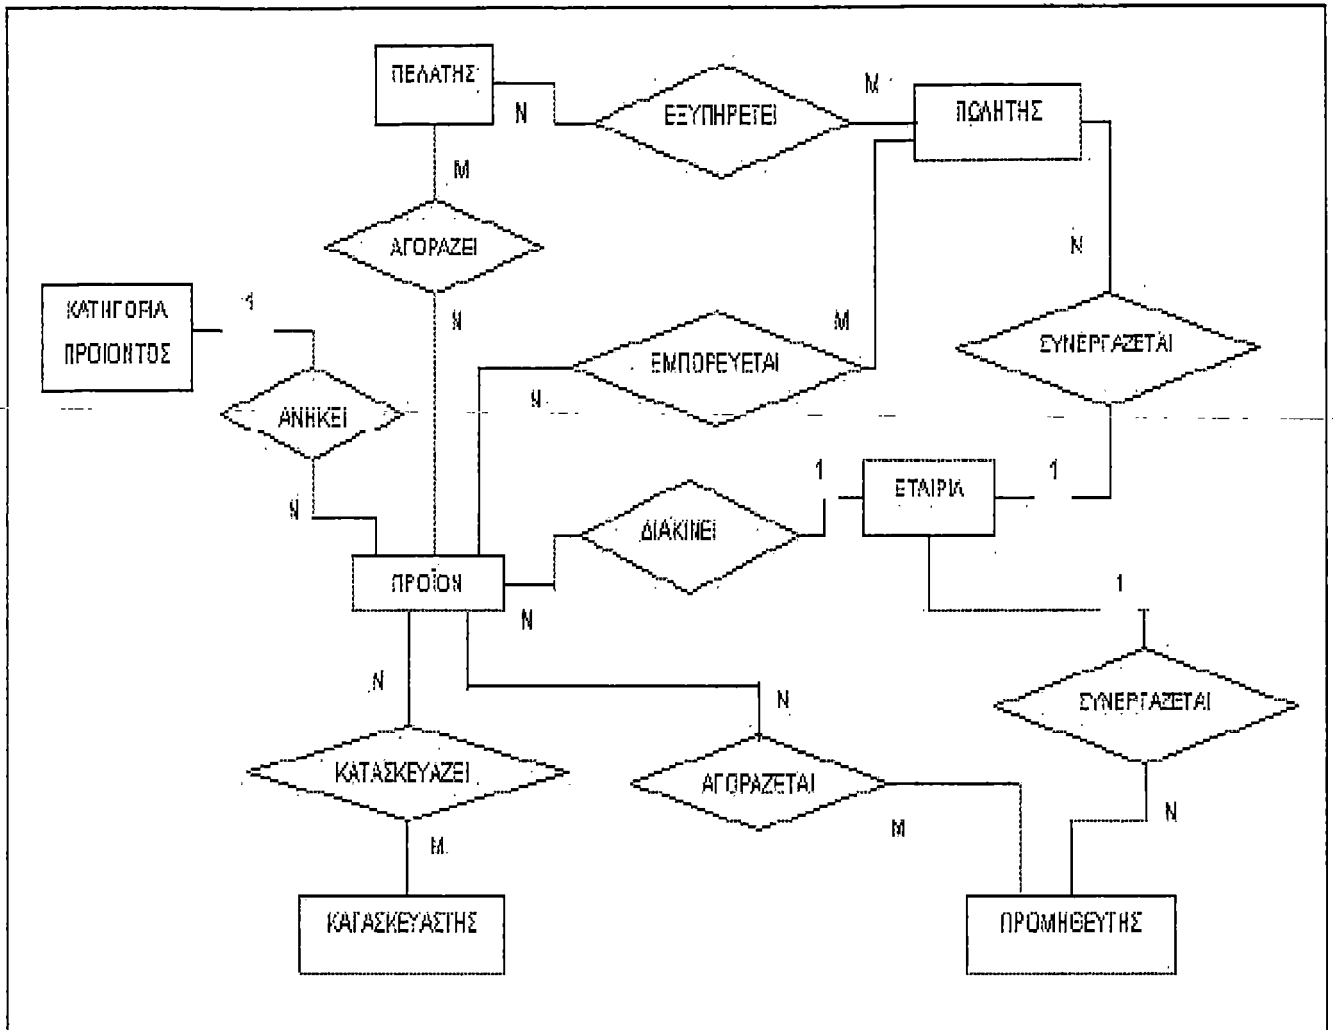 ΠΕΛΑΤΗΣ
N
ΕΞΥΠΗΡΕΤΕΙ
M
ΠΩΛΗΤΗΣ
M
N
ΑΓΟΡΑΖΕΙ
N
ΚΑΤΗΓΟΡΙΑ
ΠΡΟΙΟΝΤΟΣ
1
ΑΝΗΚΕΙ
N
M
ΕΜΠΟΡΕΥΕΤΑΙ
N
ΣΥΝΕΡΓΑΖΕΤΑΙ
1
ΕΤΑΙΡΙΑ
1
ΔΙΑΚΙΝΕΙ
ΠΡΟΪΟΝ
N
1
N
N
ΣΥΝΕΡΓΑΖΕΤΑΙ
ΚΑΤΑΣΚΕΥΑΖΕΙ
ΑΓΟΡΑΖΕΤΑΙ
M
M
N
ΚΑΤΑΣΚΕΥΑΣΤΗΣ
ΠΡΟΜΗΘΕΥΤΗΣ